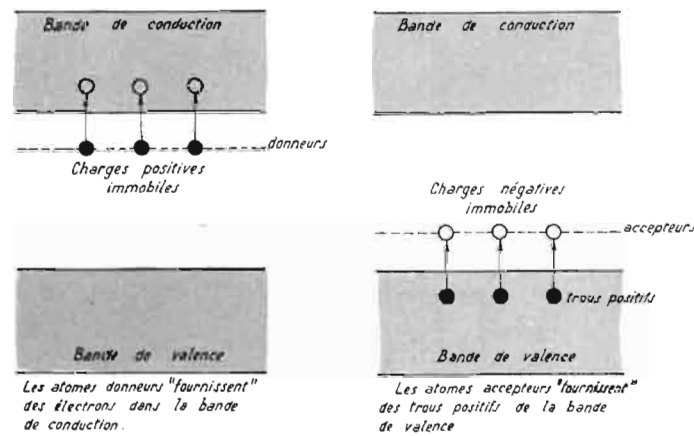 Bande de conduction
donneurs
Charges positives
immobiles
Bande de valence
Les atomes donneurs "fournissent"
des électrons dans la bande
de conduction.
Bande de conduction
Charges négatives
immobiles
accepteurs
trous positifs
Bande de valence
Les atomes accepteurs "fournissent"
des trous positifs de la bande
de valence